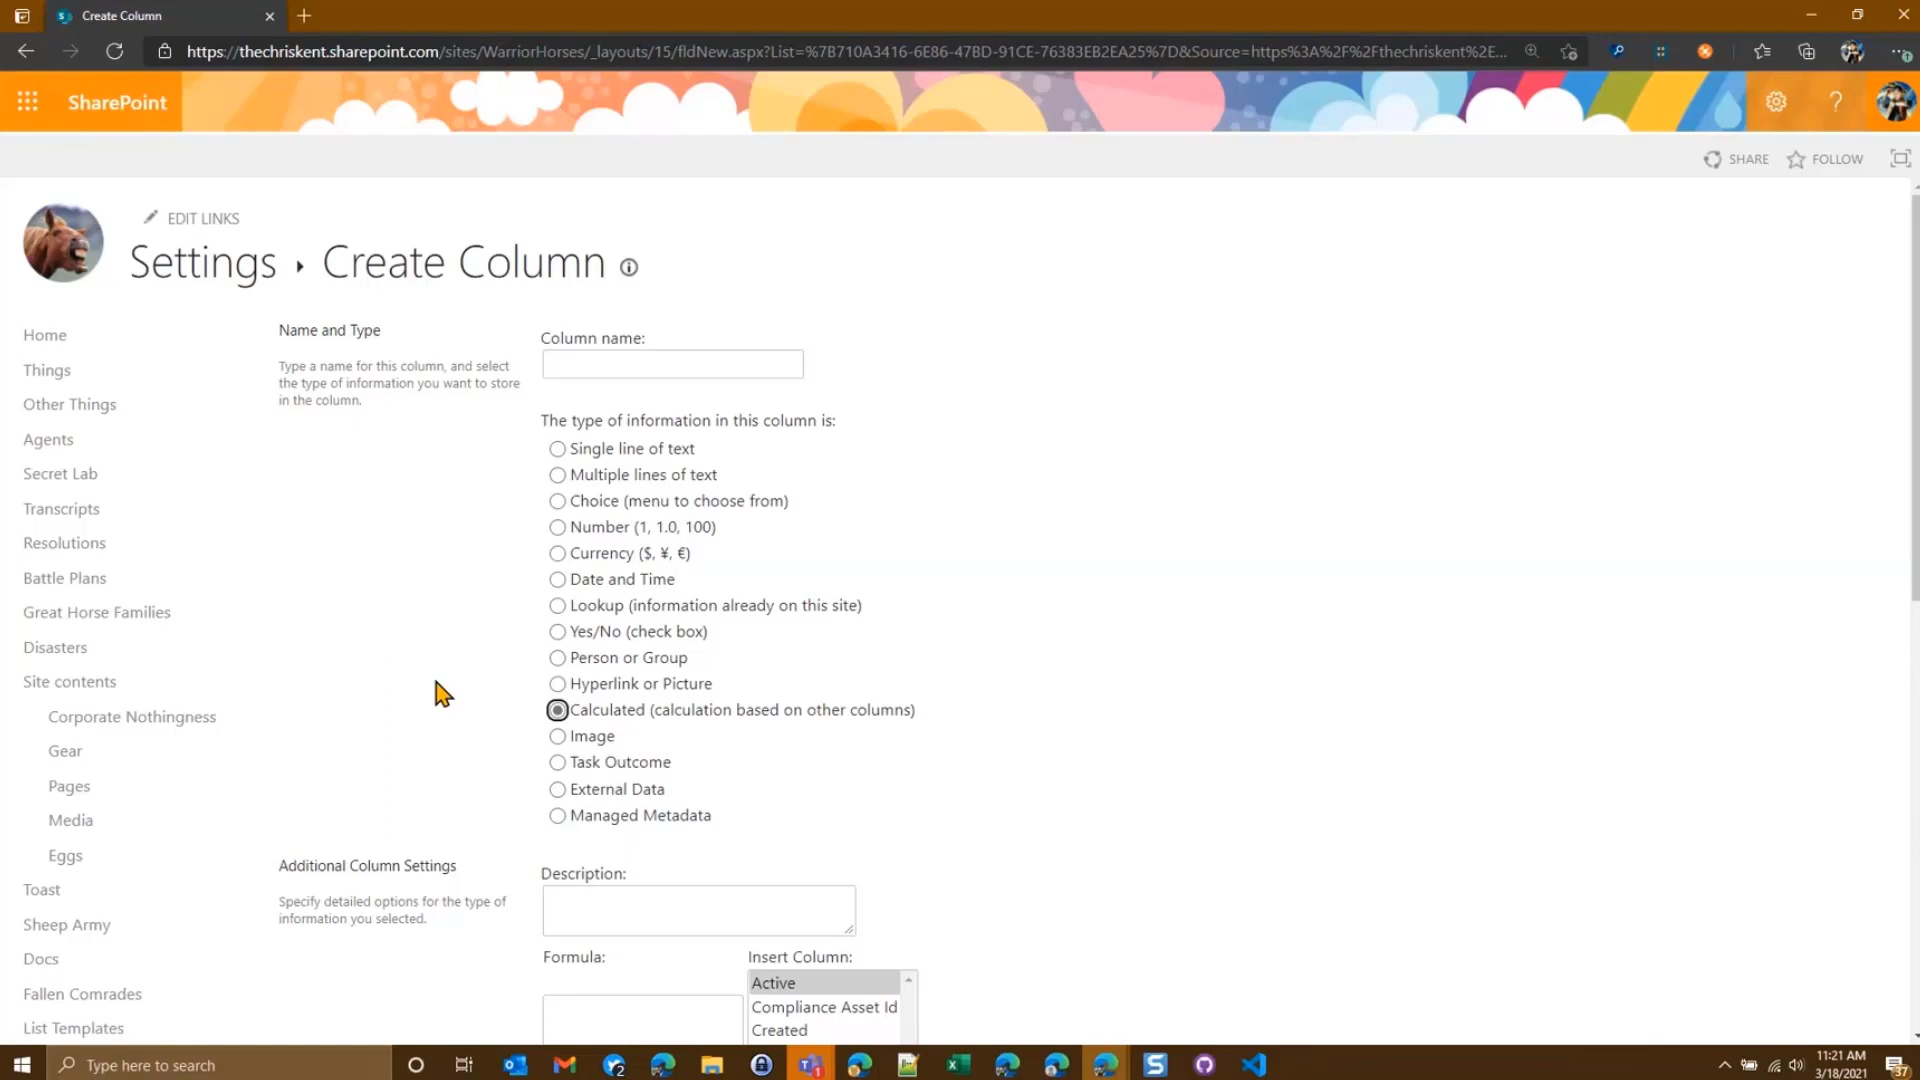 Create Column
https://thechriskent.sharepoint.com/sites/WarriorHorses/_layouts/15/fldNew.aspx?List=%7B710A3416-6E86-47BD-91CE-76383EB2EA25%7D&Source=https%3A%2F%2Fthechriskent%2E...
SharePoint
SHARE
FOLLOW
EDIT LINKS
Settings ▸ Create Column
Home
Things
Other Things
Agents
Secret Lab
Transcripts
Resolutions
Battle Plans
Great Horse Families
Disasters
Site contents
Corporate Nothingness
Gear
Pages
Media
Eggs
Toast
Sheep Army
Docs
Fallen Comrades
List Templates
Name and Type
Type a name for this column, and select
the type of information you want to store
in the column.
Column name:
The type of information in this column is:
Single line of text
Multiple lines of text
Choice (menu to choose from)
Number (1, 1.0, 100)
Currency ($, ¥, €)
Date and Time
Lookup (information already on this site)
Yes/No (check box)
Person or Group
Hyperlink or Picture
Calculated (calculation based on other columns)
Image
Task Outcome
External Data
Managed Metadata
Additional Column Settings
Specify detailed options for the type of
information you selected.
Description:
Formula:
Insert Column:
Active
Compliance Asset Id
Created
Type here to search
2
1
11:21 AM
3/18/2021
37